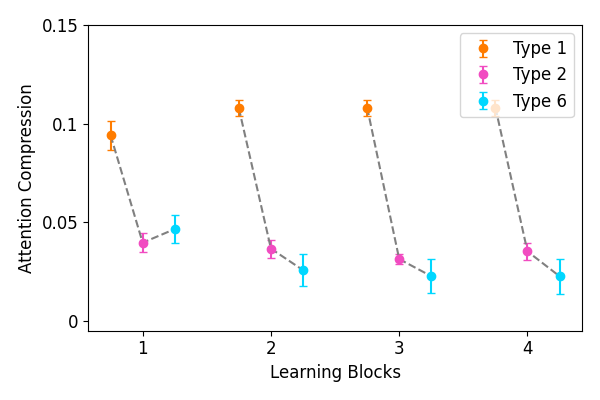 0.15
0.1
0.05
0
Attention Compression
1
2
3
4
Learning Blocks
Type 1
Type 2
Type 6